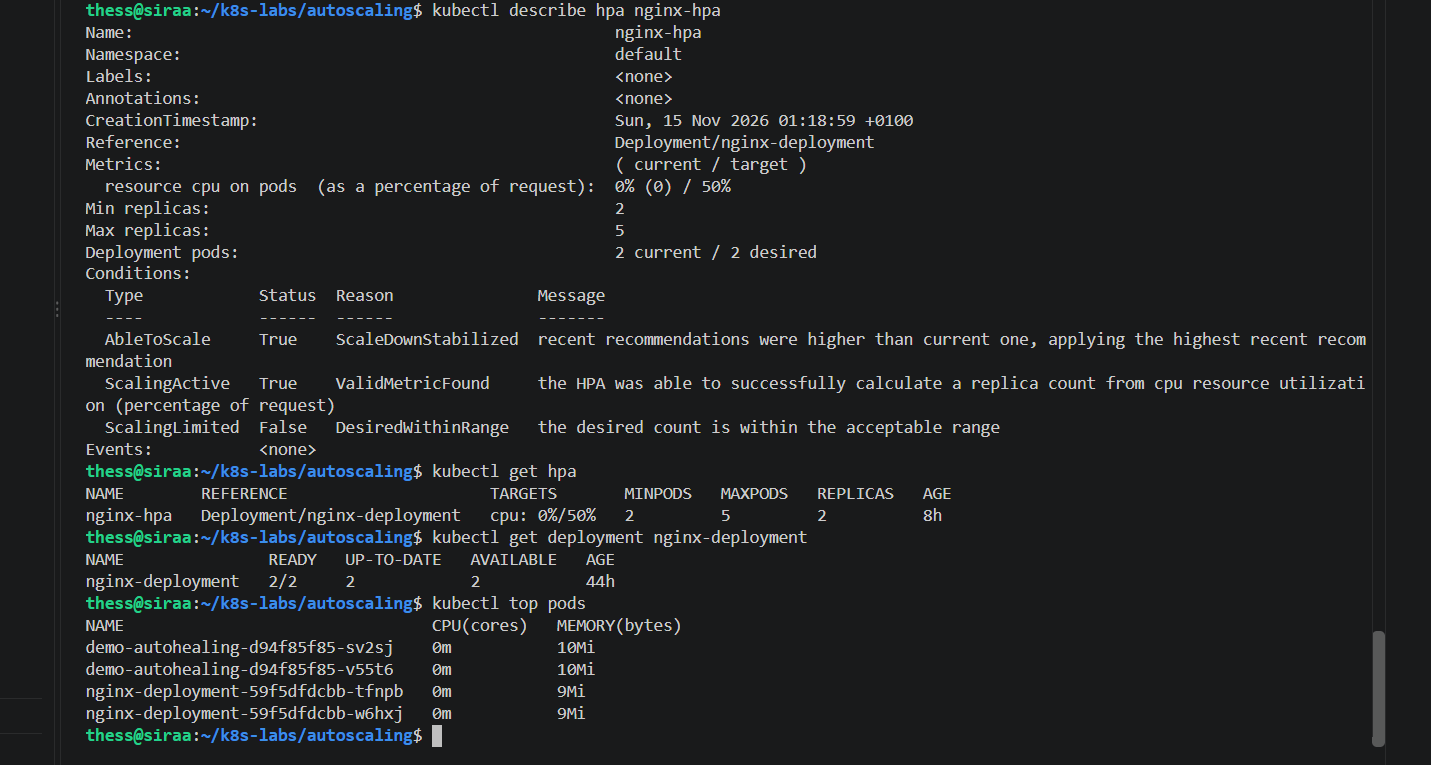 thess@siraa:~/k8s-labs/autoscaling$ kubectl describe hpa nginx-hpa
Name:                                                  nginx-hpa
Namespace:                                             default
Labels:                                                <none>
Annotations:                                           <none>
CreationTimestamp:                                     Sun, 15 Nov 2026 01:18:59 +0100
Reference:                                             Deployment/nginx-deployment
Metrics:                                               ( current / target )
  resource cpu on pods  (as a percentage of request):  0% (0) / 50%
Min replicas:                                          2
Max replicas:                                          5
Deployment pods:                                       2 current / 2 desired
Conditions:
  Type            Status  Reason               Message
  ----            ------  ------               -------
  AbleToScale     True    ScaleDownStabilized  recent recommendations were higher than current one, applying the highest recent recom
mendation
  ScalingActive   True    ValidMetricFound     the HPA was able to successfully calculate a replica count from cpu resource utilizati
on (percentage of request)
  ScalingLimited  False   DesiredWithinRange   the desired count is within the acceptable range
Events:           <none>
thess@siraa:~/k8s-labs/autoscaling$ kubectl get hpa
NAME        REFERENCE                     TARGETS       MINPODS   MAXPODS   REPLICAS   AGE
nginx-hpa   Deployment/nginx-deployment   cpu: 0%/50%   2         5         2          8h
thess@siraa:~/k8s-labs/autoscaling$ kubectl get deployment nginx-deployment
NAME               READY   UP-TO-DATE   AVAILABLE   AGE
nginx-deployment   2/2     2            2           44h
thess@siraa:~/k8s-labs/autoscaling$ kubectl top pods
NAME                                CPU(cores)   MEMORY(bytes)
demo-autohealing-d94f85f85-sv2sj    0m           10Mi
demo-autohealing-d94f85f85-v55t6    0m           10Mi
nginx-deployment-59f5dfdcbb-tfnpb   0m           9Mi
nginx-deployment-59f5dfdcbb-w6hxj   0m           9Mi
thess@siraa:~/k8s-labs/autoscaling$